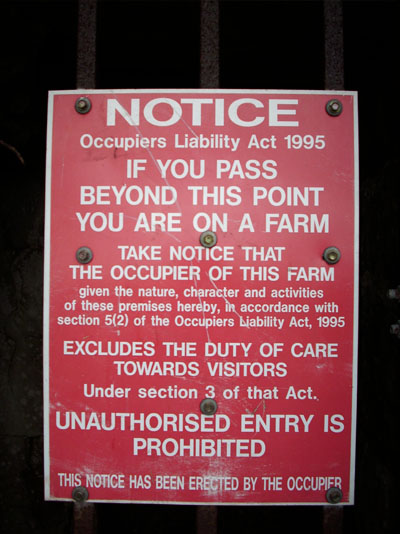 NOTICE
Occupiers Liability Act 1995
IF YOU PASS
BEYOND THIS POINT
YOU ARE ON A FARM
TAKE NOTICE THAT
THE OCCUPIER OF THIS FARM
given the nature, character and activities
of these premises hereby, in accordance with
section 5(2) of the Occupiers Liability Act, 1995
EXCLUDES THE DUTY OF CARE
TOWARDS VISITORS
Under section 3 of that Act.
UNAUTHORISED ENTRY IS
PROHIBITED
THIS NOTICE HAS BEEN ERECTED BY THE OCCUPIER